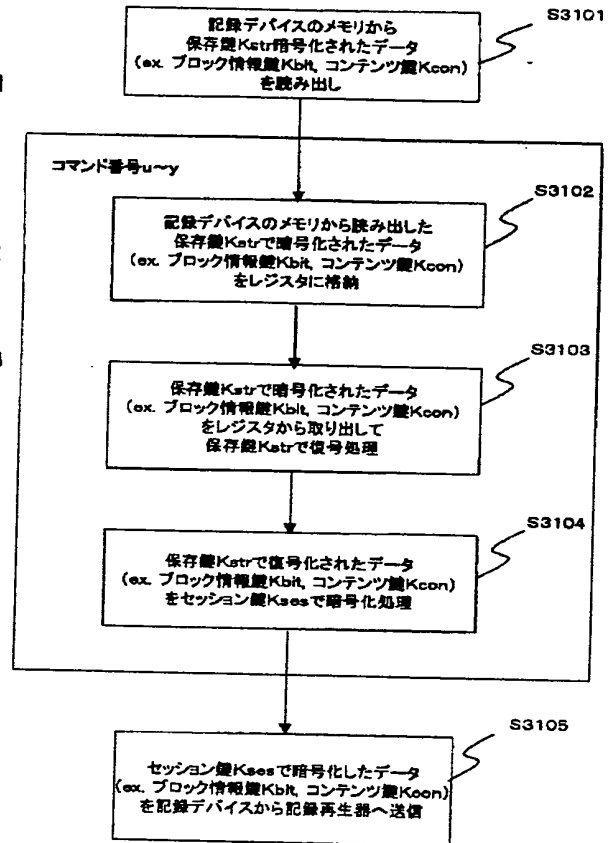 記録デバイスのメモリから
保存鍵Kstr暗号化されたデータ
(ex. ブロック情報鍵Kbit, コンテンツ鍵Kcon)
を読み出し
S3101
コマンド番号u~y
S3102
記録デバイスのメモリから読み出した
保存鍵Kstrで暗号化されたデータ
(ex. ブロック情報鍵Kbit, コンテンツ鍵Kcon)
をレジスタに格納
S3103
保存鍵Kstrで暗号化されたデータ
(ex. ブロック情報鍵Kbit, コンテンツ鍵Kcon)
をレジスタから取り出して
保存鍵Kstrで復号処理
S3104
保存鍵Kstrで復号化されたデータ
(ex. ブロック情報鍵Kbit, コンテンツ鍵Kcon)
をセッション鍵Ksesで暗号化処理
S3105
セッション鍵Ksesで暗号化したデータ
(ex. ブロック情報鍵Kbit, コンテンツ鍵Kcon)
を記録デバイスから記録再生器へ送信